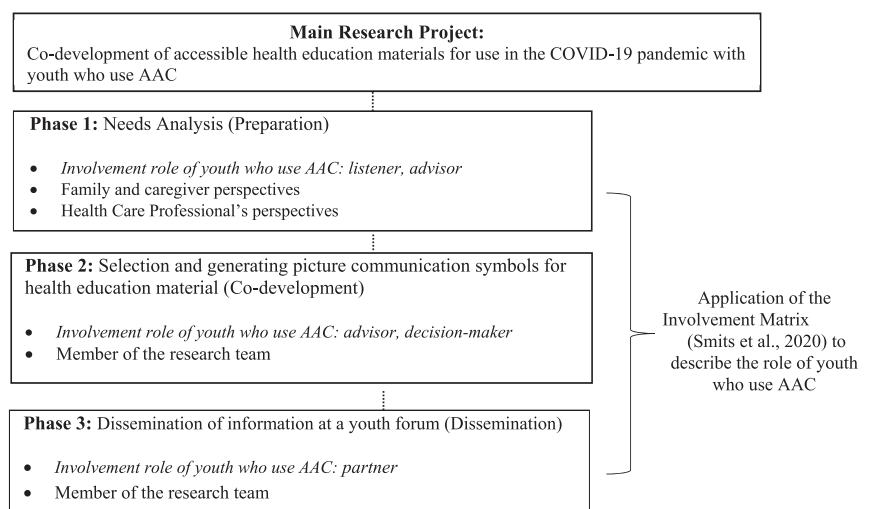 Main Research Project:
Co-development of accessible health education materials for use in the COVID-19 pandemic with
youth who use AAC
Phase 1: Needs Analysis (Preparation)
• Involvement role of youth who use AAC: listener, advisor
• Family and caregiver perspectives
• Health Care Professional's perspectives
Phase 2: Selection and generating picture communication symbols for
health education material (Co-development)
• Involvement role of youth who use AAC: advisor, decision-maker
• Member of the research team
Phase 3: Dissemination of information at a youth forum (Dissemination)
• Involvement role of youth who use AAC: partner
• Member of the research team
Application of the
Involvement Matrix
(Smits et al., 2020) to
describe the role of youth
who use AAC